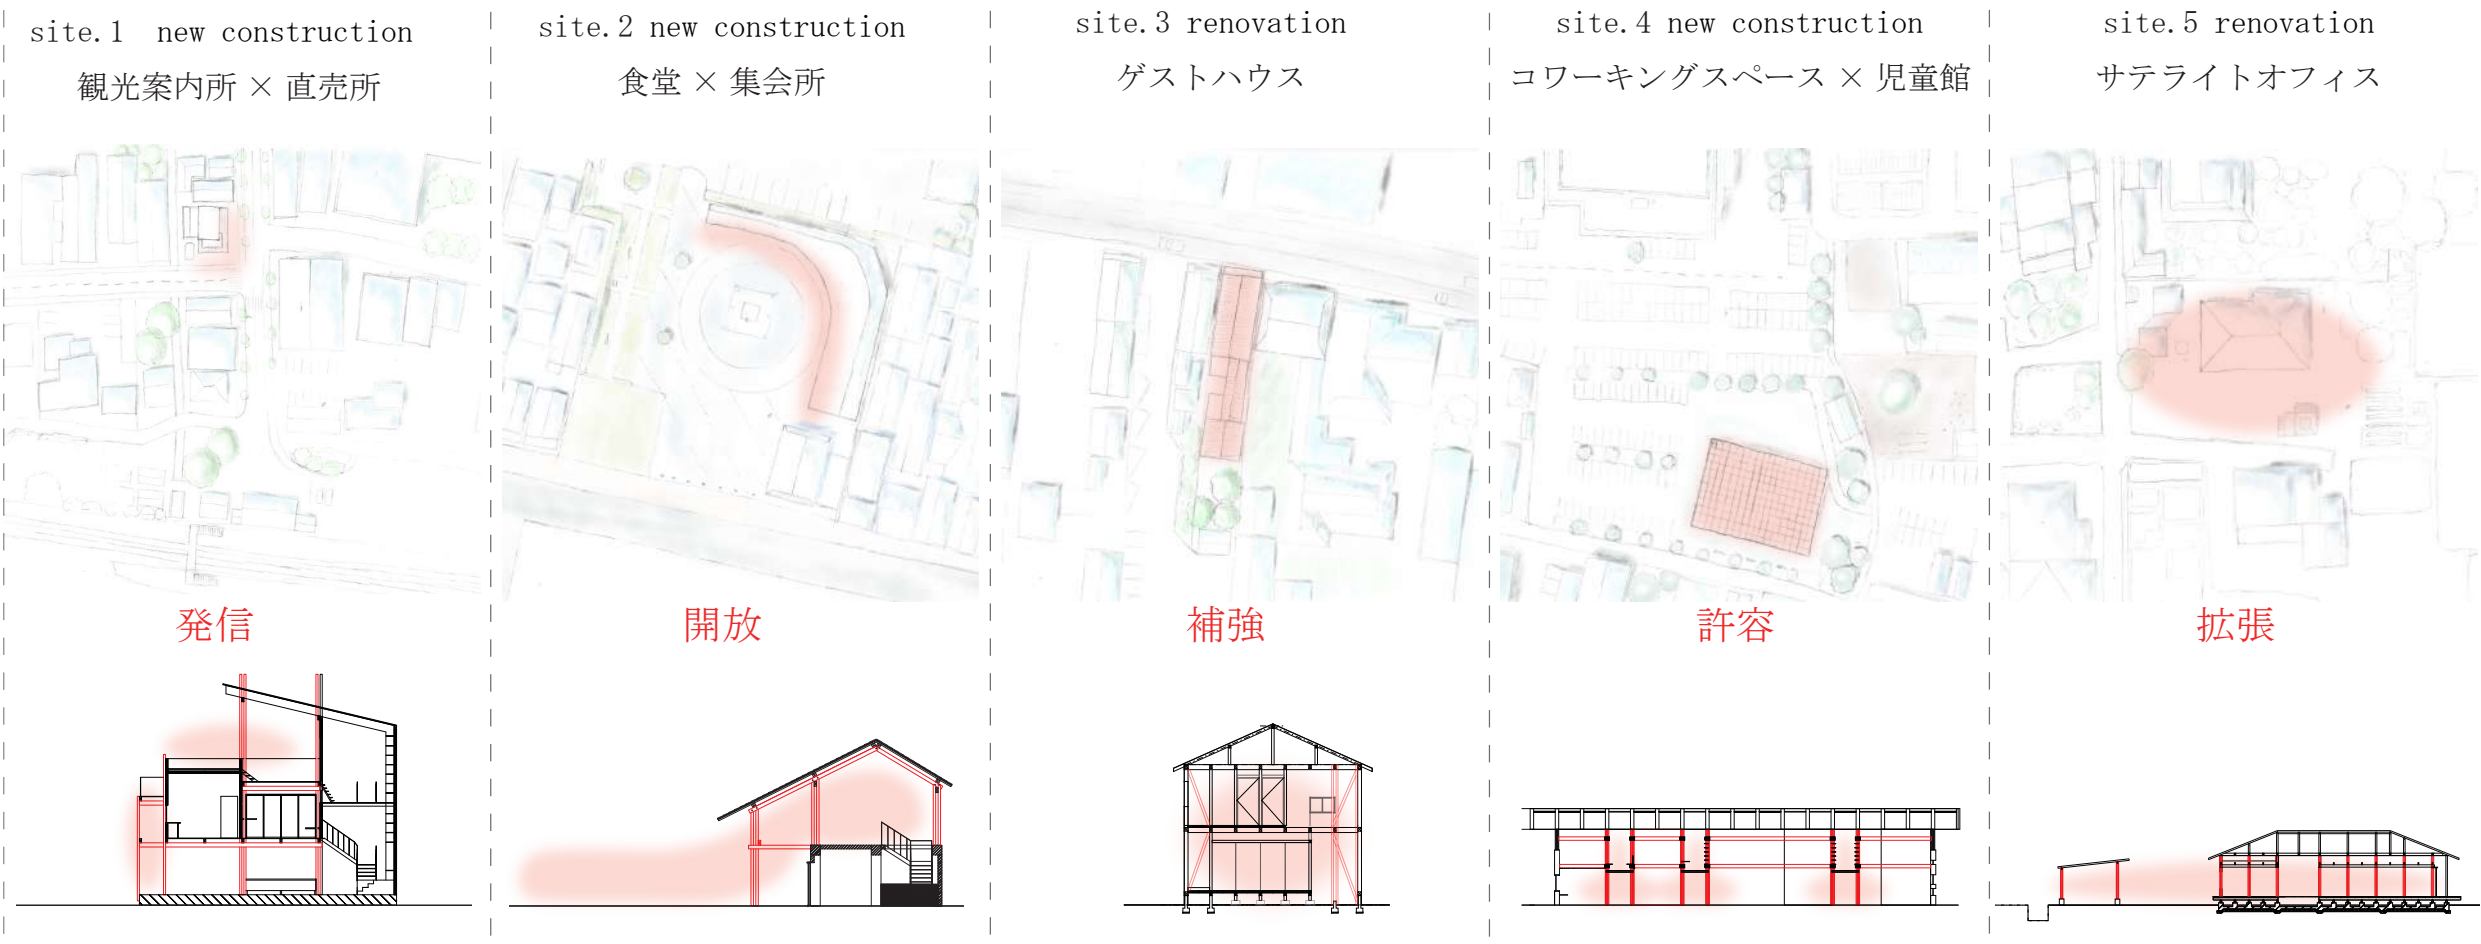 site.1 new construction
観光案内所 × 直売所
発信
site.2 new construction
食堂 × 集会所
開放
site.3 renovation
ゲストハウス
補強
site.4 new construction
コワーキングスペース × 児童館
許容
site.5 renovation
サテライトオフィス
拡張